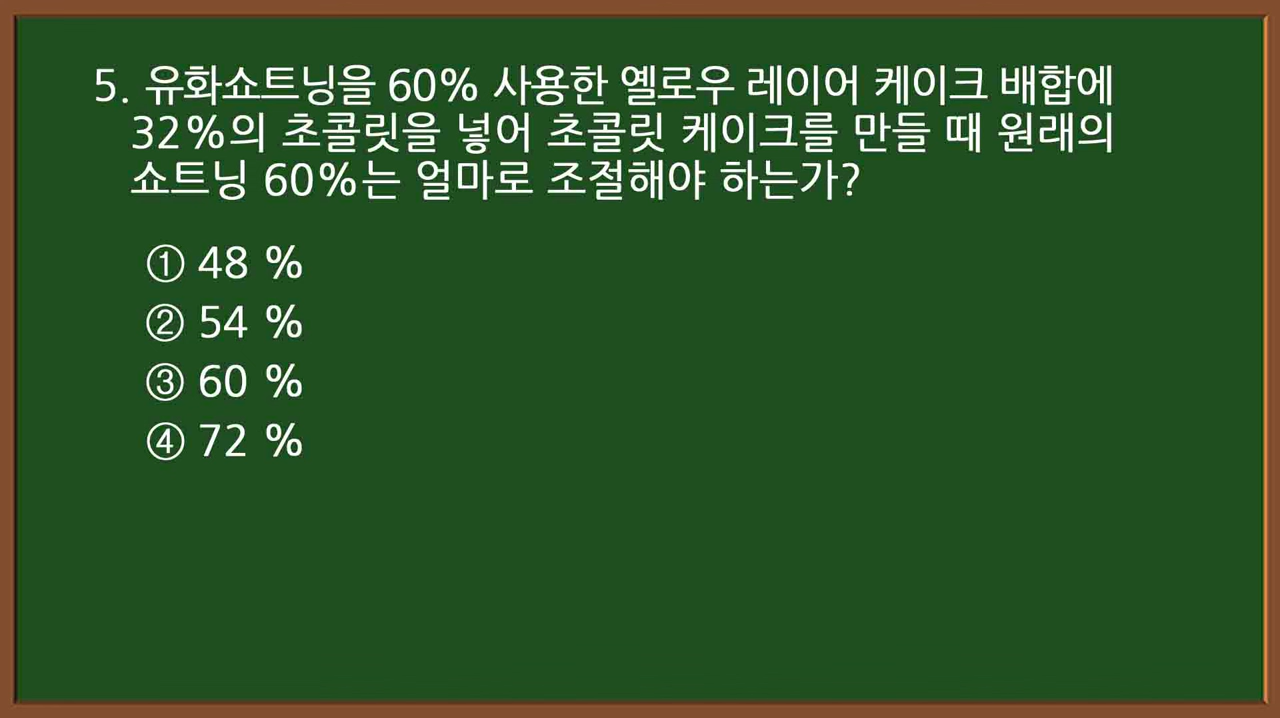 5. 유화쇼트닝을 60% 사용한 옐로우 레이어 케이크 배합에
32%의 초콜릿을 넣어 초콜릿 케이크를 만들 때 원래의
쇼트닝 60%는 얼마로 조절해야 하는가?
① 48 %
② 54 %
③ 60 %
④ 72 %